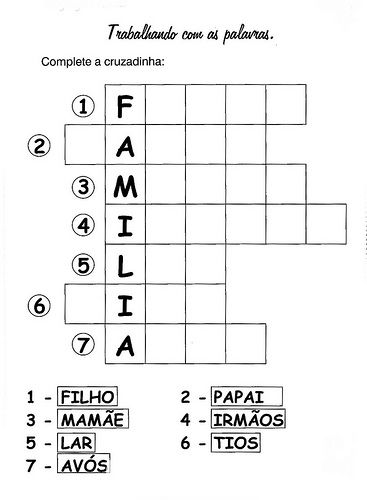 Trabalhando com as palavras.
Complete a cruzadinha:
1 F
2 A
3 M
4 I
5 L
6 I
7 A
1 - FILHO 2 - PAPAI
3 - MAMÃE 4 - IRMÃOS
5 - LAR 6 - TIOS
7 - AVÓS